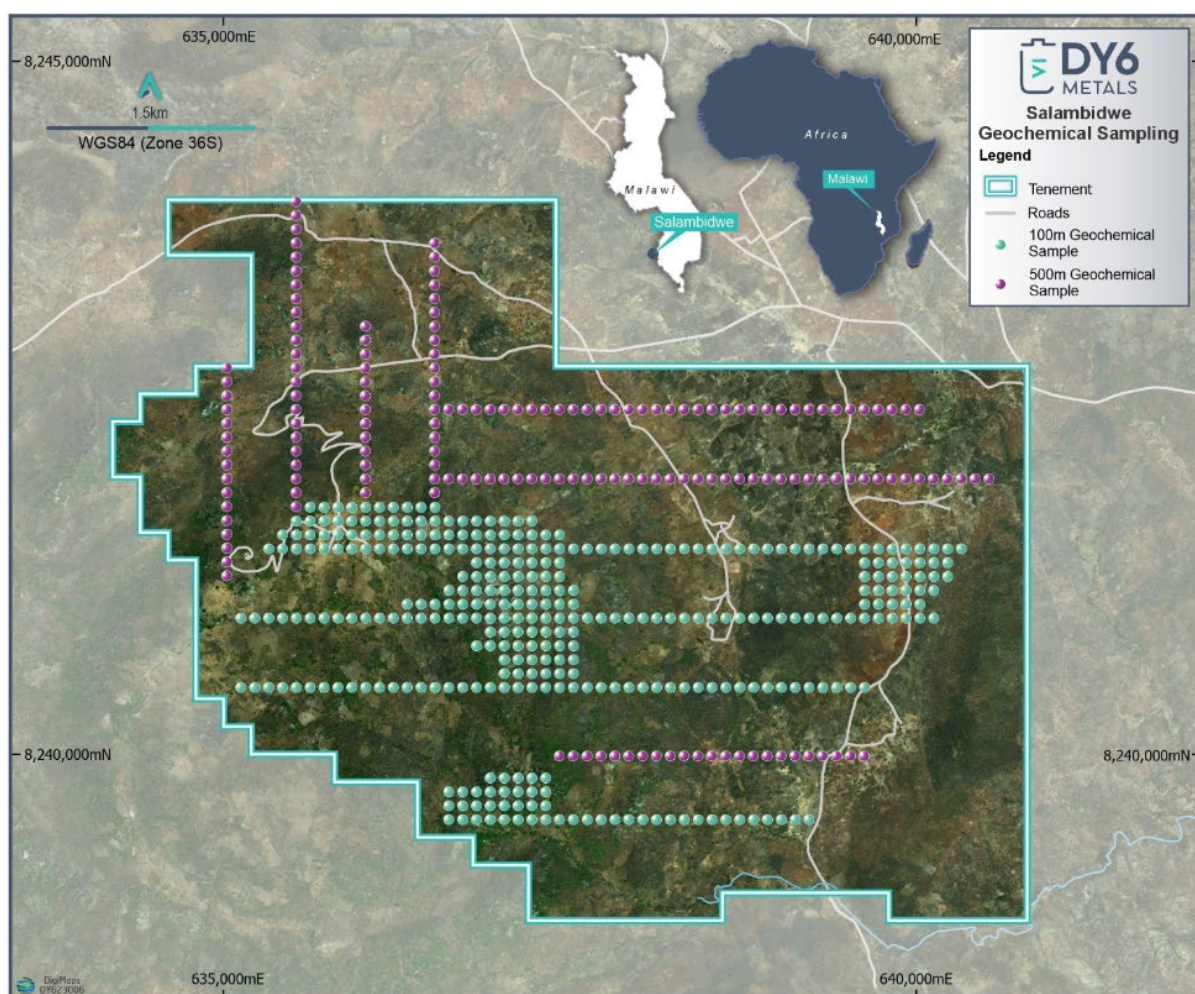 635,000mE
640,000mE
8,245,000mN
1.5km
WGS84 (Zone 36S)
DY6
METALS
Salambidwe
Geochemical Sampling
Legend
Tenement
Roads
100m Geochemical
Sample
500m Geochemical
Sample
Africa
Malawi
Malawi
Salambidwe
8,240,000mN
8,240,000mN
635,000mE
640,000mE
DigiMaps
DY623006